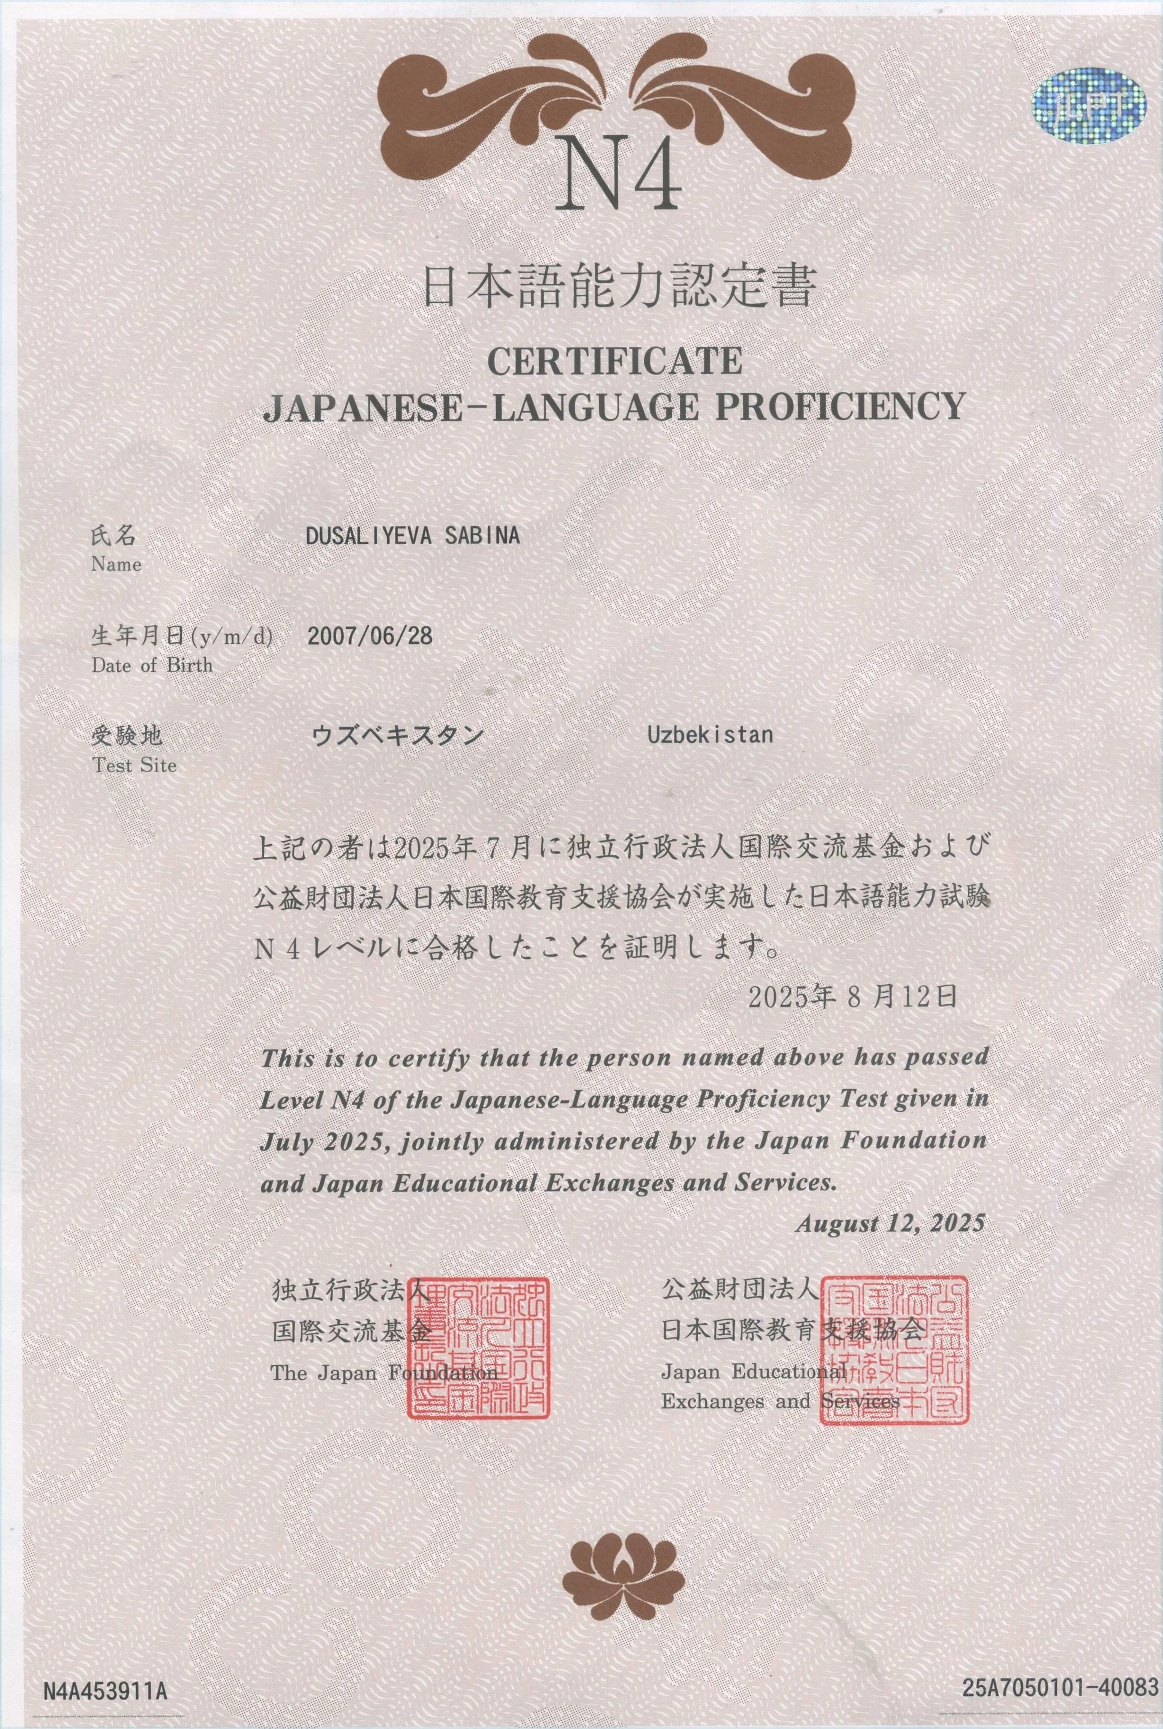 JLPT
N4
日本語能力認定書
CERTIFICATE
JAPANESE-LANGUAGE PROFICIENCY
氏名 DUSALIYEVA SABINA
Name
生年月日(y/m/d) 2007/06/28
Date of Birth
受験地 ウズベキスタン Uzbekistan
Test Site
上記の者は2025年7月に独立行政法人国際交流基金および
公益財団法人日本国際教育支援協会が実施した日本語能力試験
N4レベルに合格したことを証明します。
2025年8月12日
This is to certify that the person named above has passed
Level N4 of the Japanese-Language Proficiency Test given in
July 2025, jointly administered by the Japan Foundation
and Japan Educational Exchanges and Services.
August 12, 2025
独立行政法人 公益財団法人
国際交流基金 日本国際教育支援協会
The Japan Foundation Japan Educational
Exchanges and Services
N4A453911A 25A7050101-40083